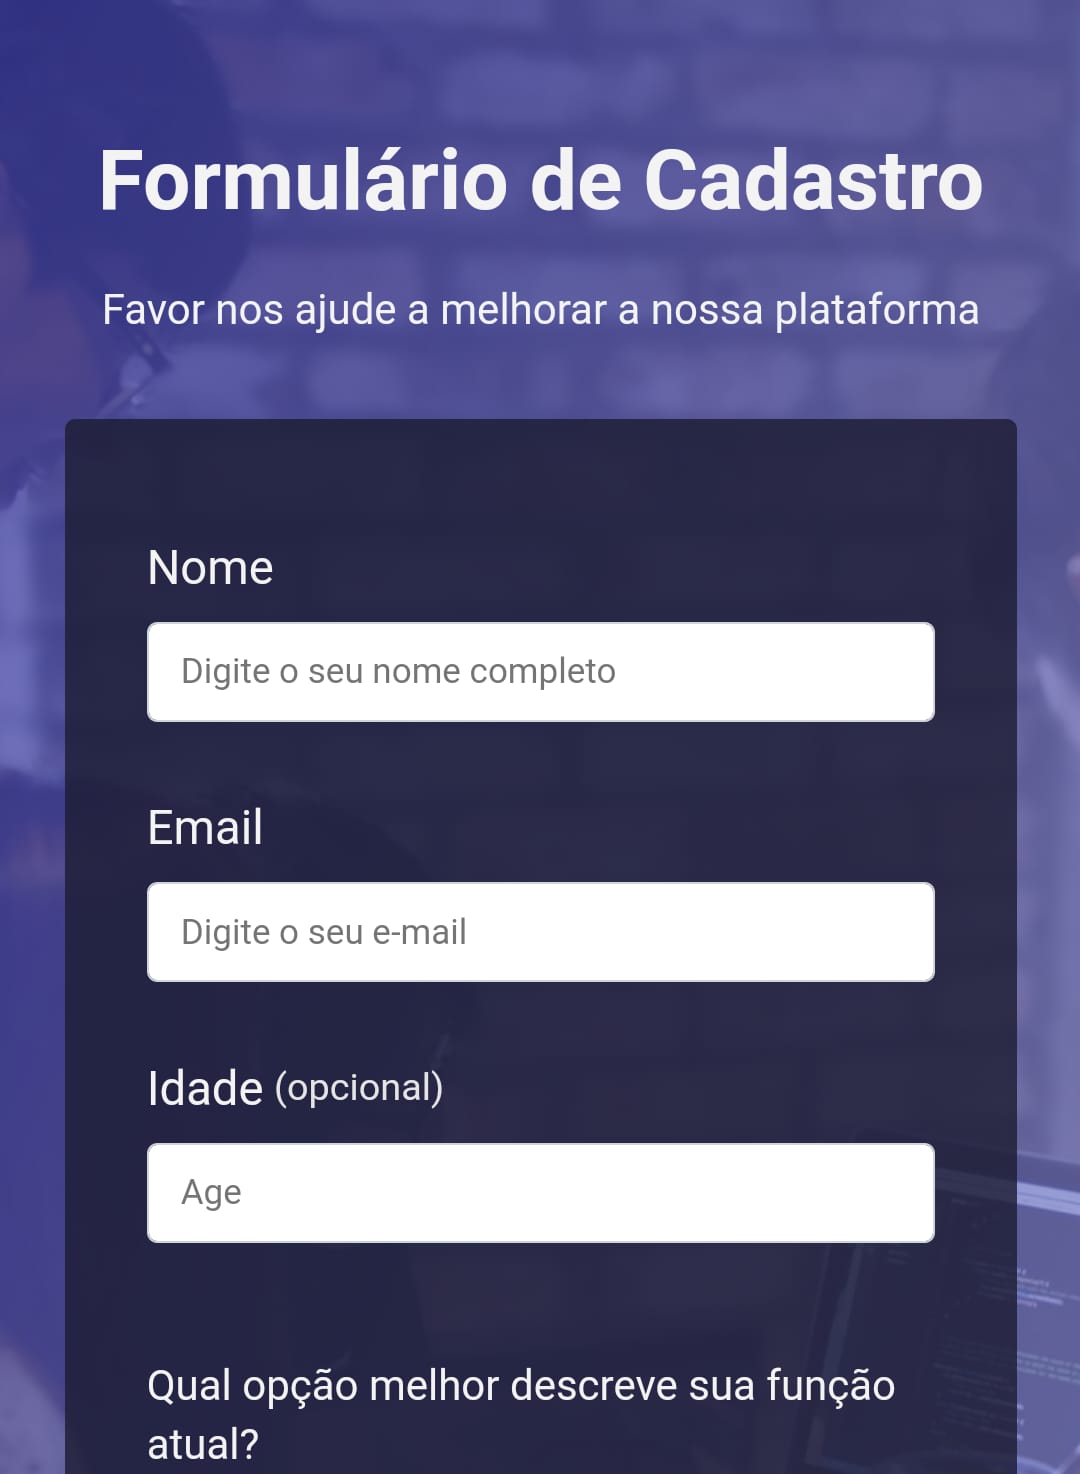 Formulário de Cadastro
Favor nos ajude a melhorar a nossa plataforma
Nome
Digite o seu nome completo
Email
Digite o seu e-mail
Idade (opcional)
Age
Qual opção melhor descreve sua função
atual?